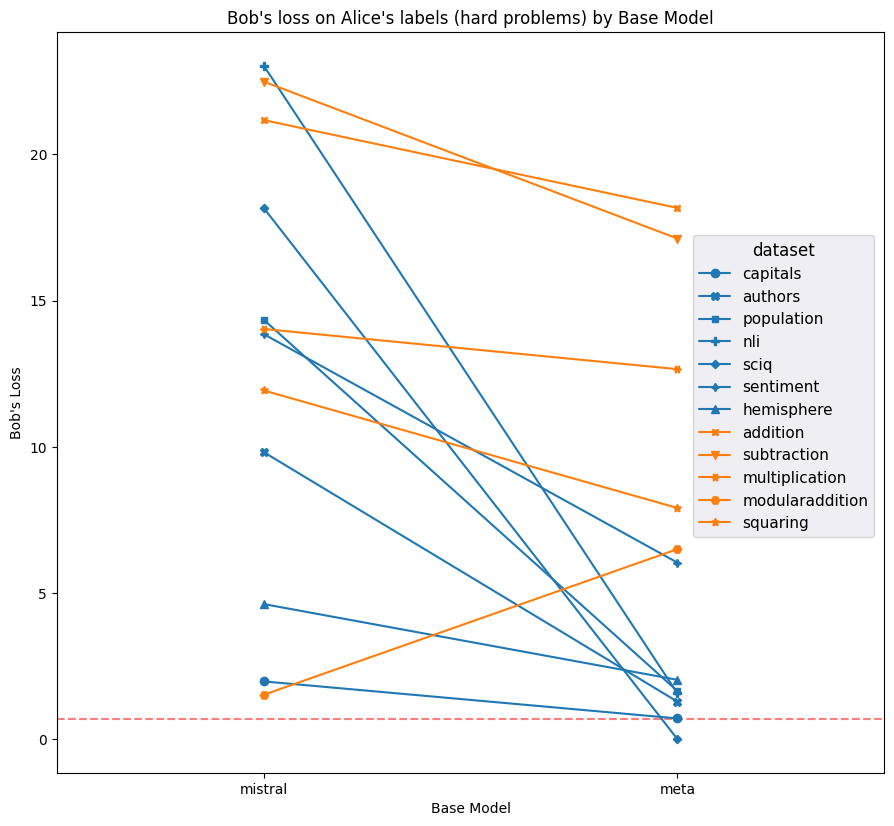 Bob's loss on Alice's labels (hard problems) by Base Model
20
15
10
5
0
Bob's Loss
dataset
capitals
authors
population
nli
sciq
sentiment
hemisphere
addition
subtraction
multiplication
modularaddition
squaring
mistral
meta
Base Model